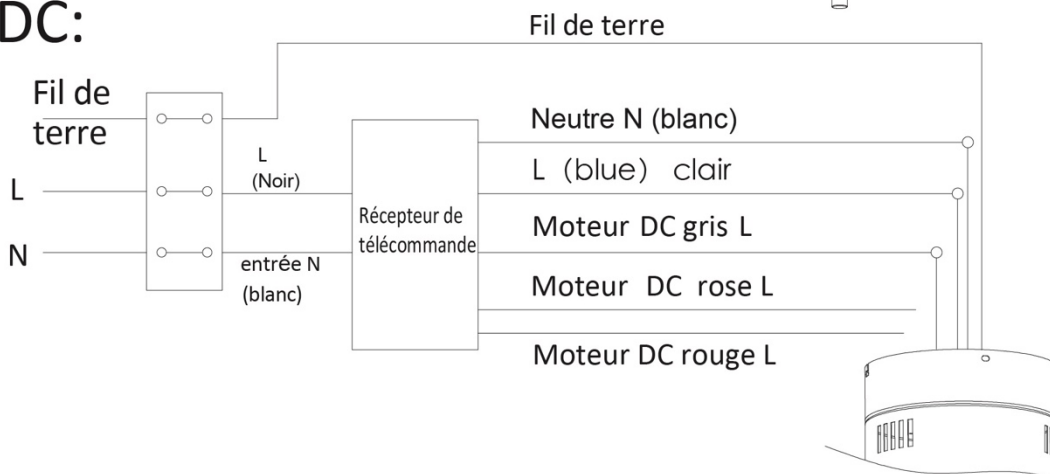 DC:
Fil de terre
Fil de
terre
L
N
L
(Noir)
entrée N
(blanc)
Récepteur de
télécommande
Neutre N (blanc)
L (blue) clair
Moteur DC gris L
Moteur DC rose L
Moteur DC rouge L